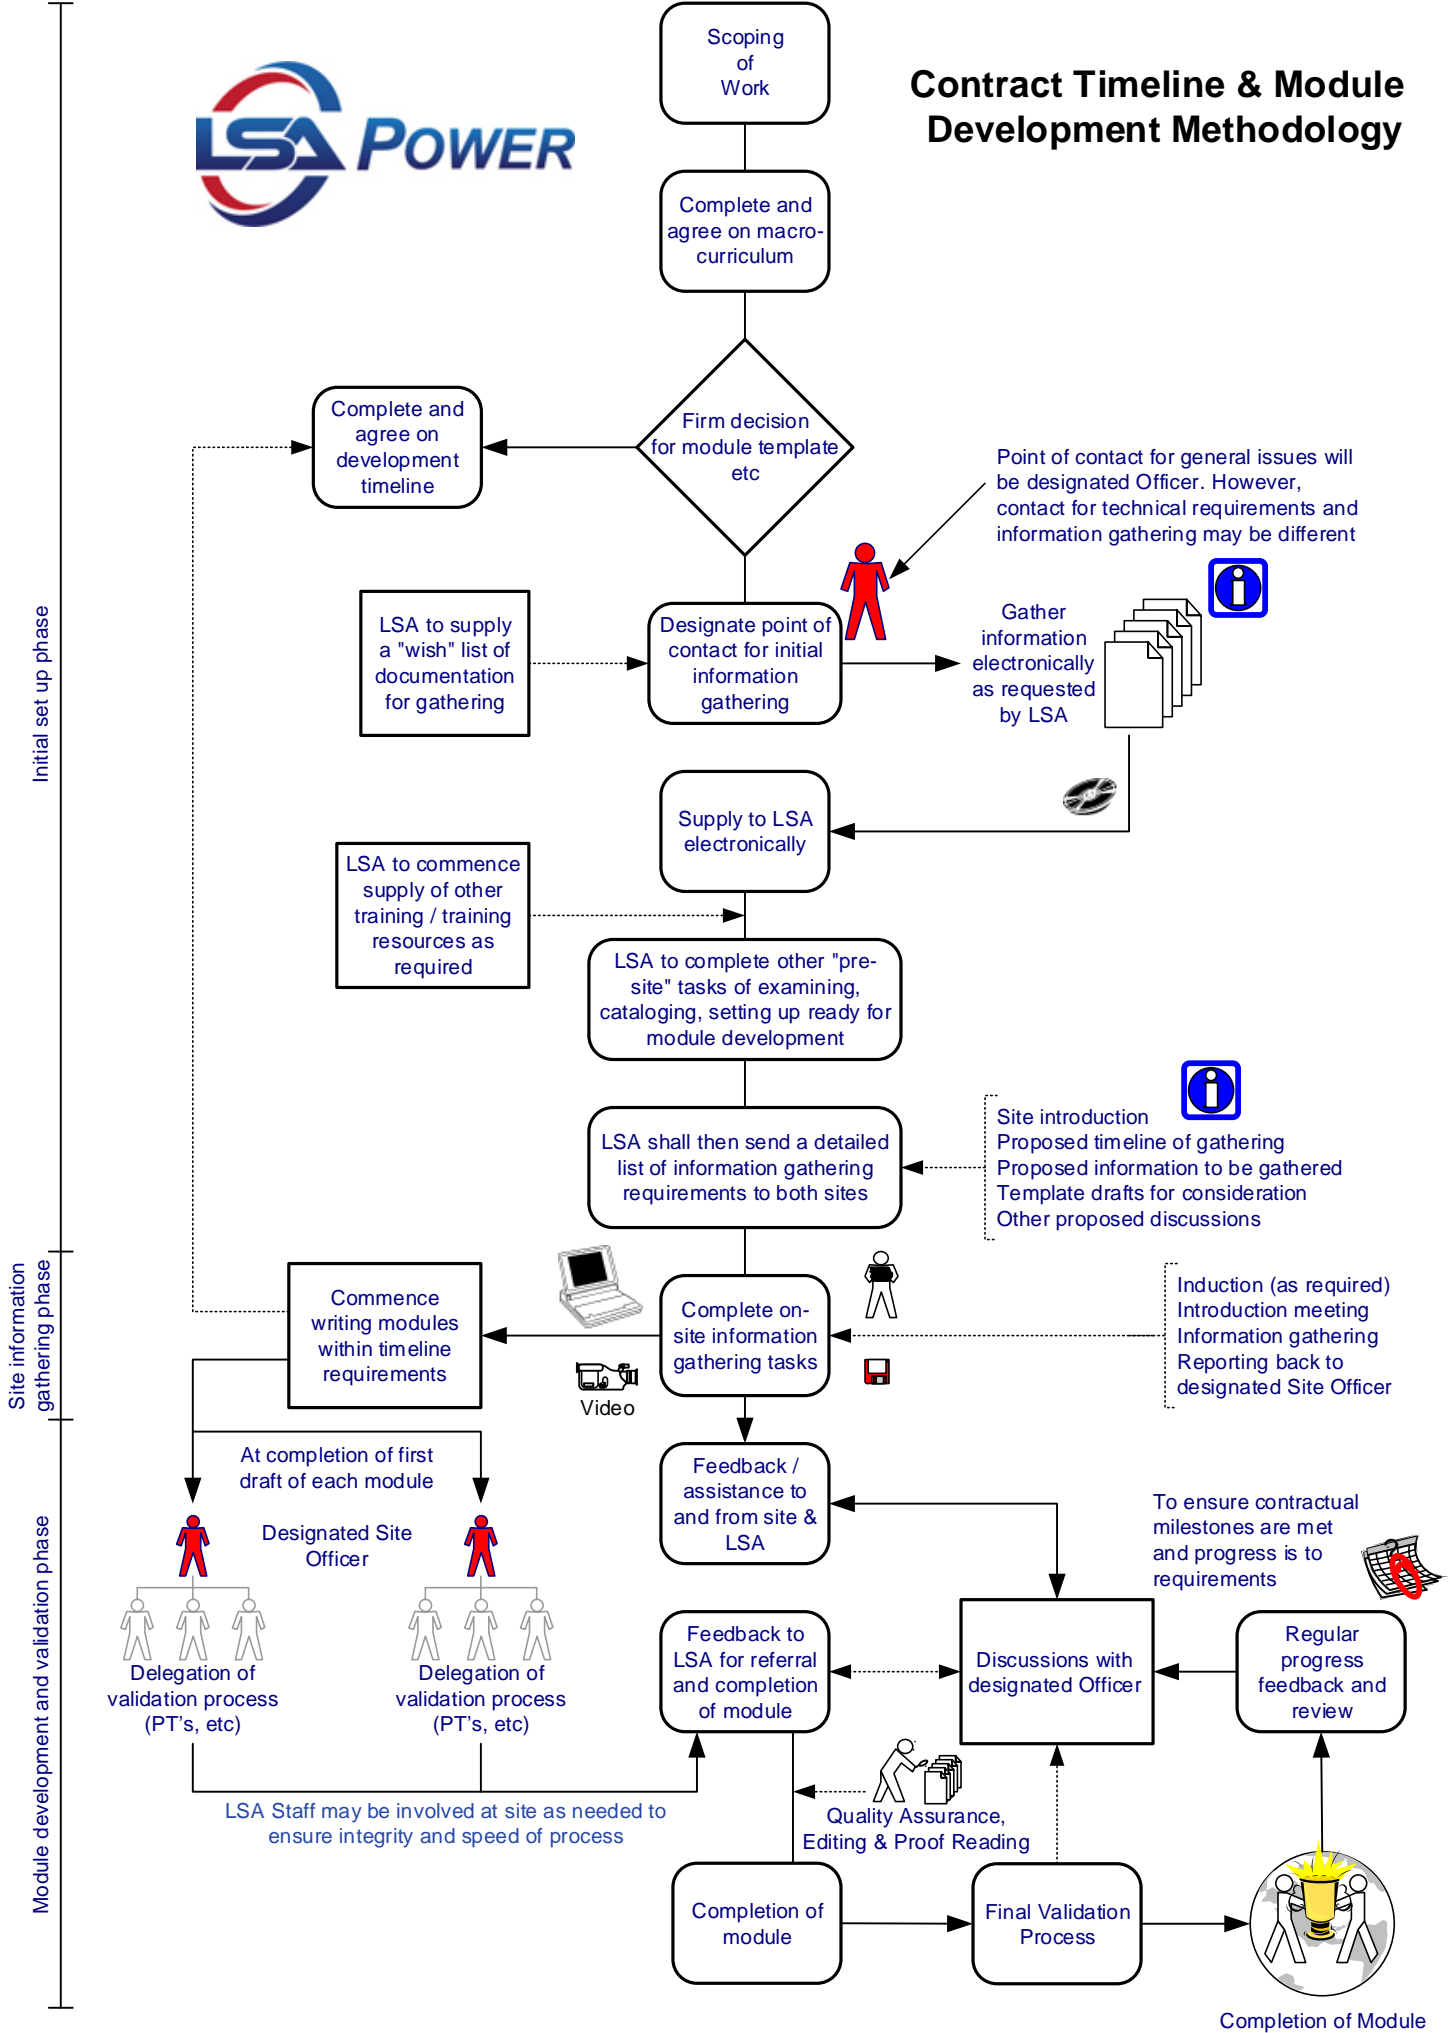 Scoping
of
Work
LSA POWER
Contract Timeline & Module
Development Methodology
Complete and
agree on macro-
curriculum
Complete and
agree on
development
timeline
Firm decision
for module template
etc
Point of contact for general issues will
be designated Officer. However,
contact for technical requirements and
information gathering may be different
Initial set up phase
LSA to supply
a "wish" list of
documentation
for gathering
Designate point of
contact for initial
information
gathering
Gather
information
electronically
as requested
by LSA
Supply to LSA
electronically
LSA to commence
supply of other
training / training
resources as
required
LSA to complete other "pre-
site" tasks of examining,
cataloging, setting up ready for
module development
LSA shall then send a detailed
list of information gathering
requirements to both sites
Site introduction
Proposed timeline of gathering
Proposed information to be gathered
Template drafts for consideration
Other proposed discussions
Site information
gathering phase
Commence
writing modules
within timeline
requirements
Video
Complete on-
site information
gathering tasks
Induction (as required)
Introduction meeting
Information gathering
Reporting back to
designated Site Officer
Module development and validation phase
At completion of first
draft of each module
Designated Site
Officer
Feedback /
assistance to
and from site &
LSA
To ensure contractual
milestones are met
and progress is to
requirements
Delegation of
validation process
(PT's, etc)
Delegation of
validation process
(PT's, etc)
Feedback to
LSA for referral
and completion
of module
Discussions with
designated Officer
Regular
progress
feedback and
review
LSA Staff may be involved at site as needed to
ensure integrity and speed of process
Quality Assurance,
Editing & Proof Reading
Completion of
module
Final Validation
Process
Completion of Module